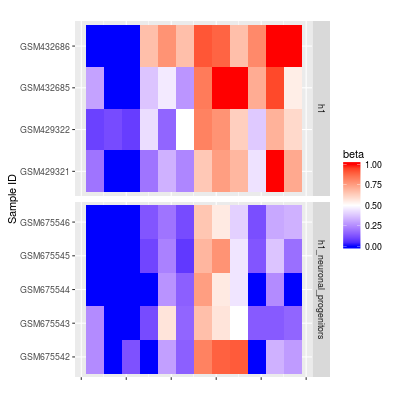 GSM432686
GSM432685
GSM429322
GSM429321
h1
Sample ID
GSM675546
GSM675545
GSM675544
GSM675543
GSM675542
h1_neuronal_progenitors
beta
1.00
0.75
0.50
0.25
0.00